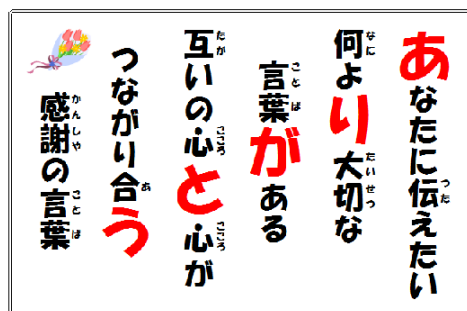 あなたに伝えたい
何より大切な
言葉がある
互いの心と心が
つながり合う
感謝の言葉